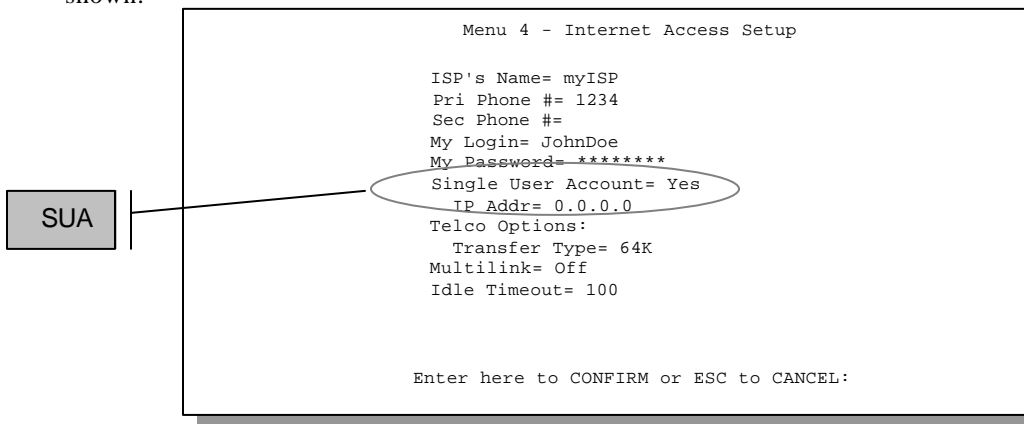 shown:
Menu 4 - Internet Access Setup
ISP's Name= myISP
Pri Phone #= 1234
Sec Phone #=
My Login= JohnDoe
My Password= ********
Single User Account= Yes
IP Addr= 0.0.0.0
SUA
Telco Options:
Transfer Type= 64K
Multilink= Off
Idle Timeout= 100
Enter here to CONFIRM or ESC to CANCEL: